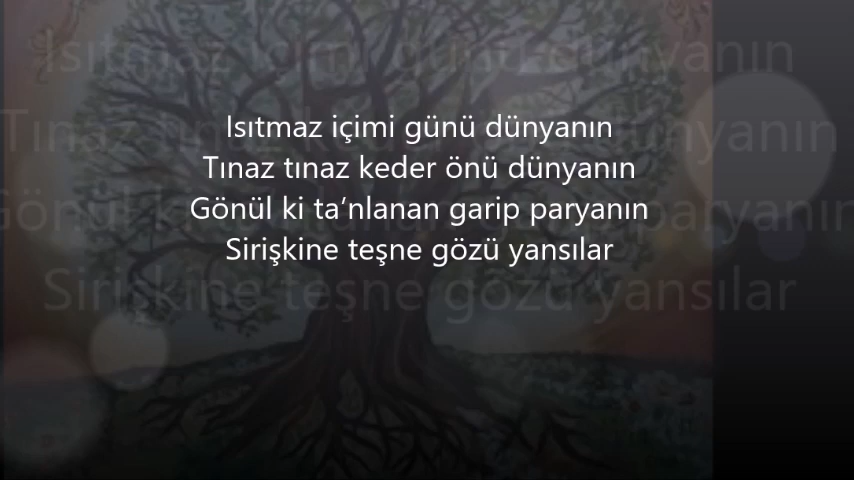 Isıtmaz içimi günü dünyanın
Tınaz tınaz keder önü dünyanın
Gönül ki ta’nlanan garip paryanın
Sirişkine teşne gözü yansılar